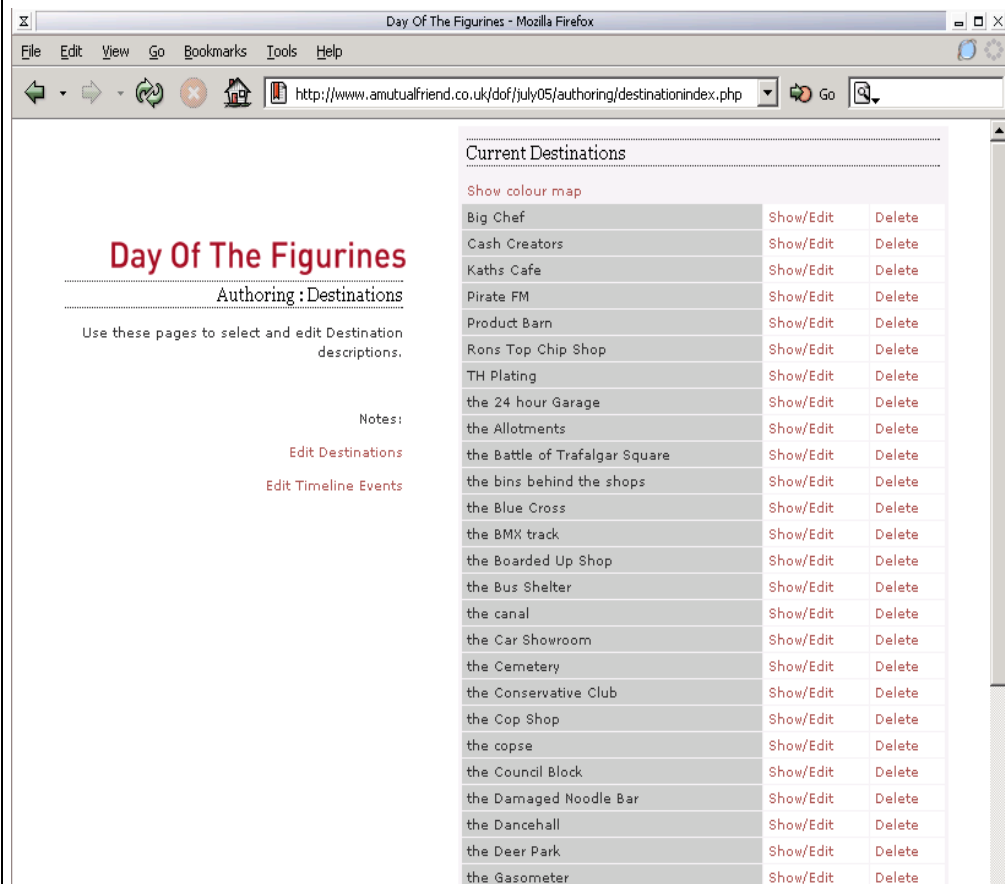 Day Of The Figurines - Mozilla Firefox
File Edit View Go Bookmarks Tools Help
http://www.amutualfriend.co.uk/dof/july05/authoring/destinationindex.php Go
Day Of The Figurines
Authoring : Destinations
Use these pages to select and edit Destination
descriptions.
Notes:
Edit Destinations
Edit Timeline Events
Current Destinations
Show colour map
Big Chef Show/Edit Delete
Cash Creators Show/Edit Delete
Kaths Cafe Show/Edit Delete
Pirate FM Show/Edit Delete
Product Barn Show/Edit Delete
Rons Top Chip Shop Show/Edit Delete
TH Plating Show/Edit Delete
the 24 hour Garage Show/Edit Delete
the Allotments Show/Edit Delete
the Battle of Trafalgar Square Show/Edit Delete
the bins behind the shops Show/Edit Delete
the Blue Cross Show/Edit Delete
the BMX track Show/Edit Delete
the Boarded Up Shop Show/Edit Delete
the Bus Shelter Show/Edit Delete
the canal Show/Edit Delete
the Car Showroom Show/Edit Delete
the Cemetery Show/Edit Delete
the Conservative Club Show/Edit Delete
the Cop Shop Show/Edit Delete
the copse Show/Edit Delete
the Council Block Show/Edit Delete
the Damaged Noodle Bar Show/Edit Delete
the Dancehall Show/Edit Delete
the Deer Park Show/Edit Delete
the Gasometer Show/Edit Delete